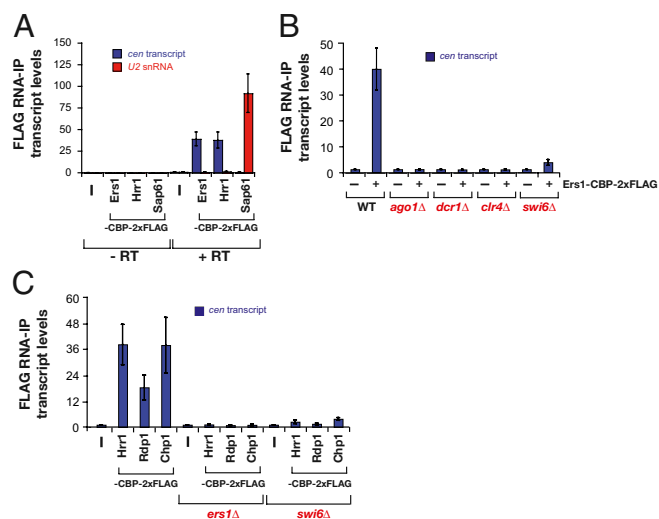 A
FLAG RNA-IP
transcript levels
150
125
100
75
50
25
0
cen transcript
U2 snRNA
– Ers1 Hrr1 Sap61 – Ers1 Hrr1 Sap61
-CBP-2xFLAG -CBP-2xFLAG
- RT + RT
B
FLAG RNA-IP
transcript levels
50
40
30
20
10
0
cen transcript
– + – + – + – + – + Ers1-CBP-2xFLAG
WT ago1Δ dcr1Δ clr4Δ swi6Δ
C
FLAG RNA-IP
transcript levels
60
48
36
24
12
0
cen transcript
– Hrr1 Rdp1 Chp1 – Hrr1 Rdp1 Chp1 – Hrr1 Rdp1 Chp1
-CBP-2xFLAG -CBP-2xFLAG -CBP-2xFLAG
ers1Δ swi6Δ